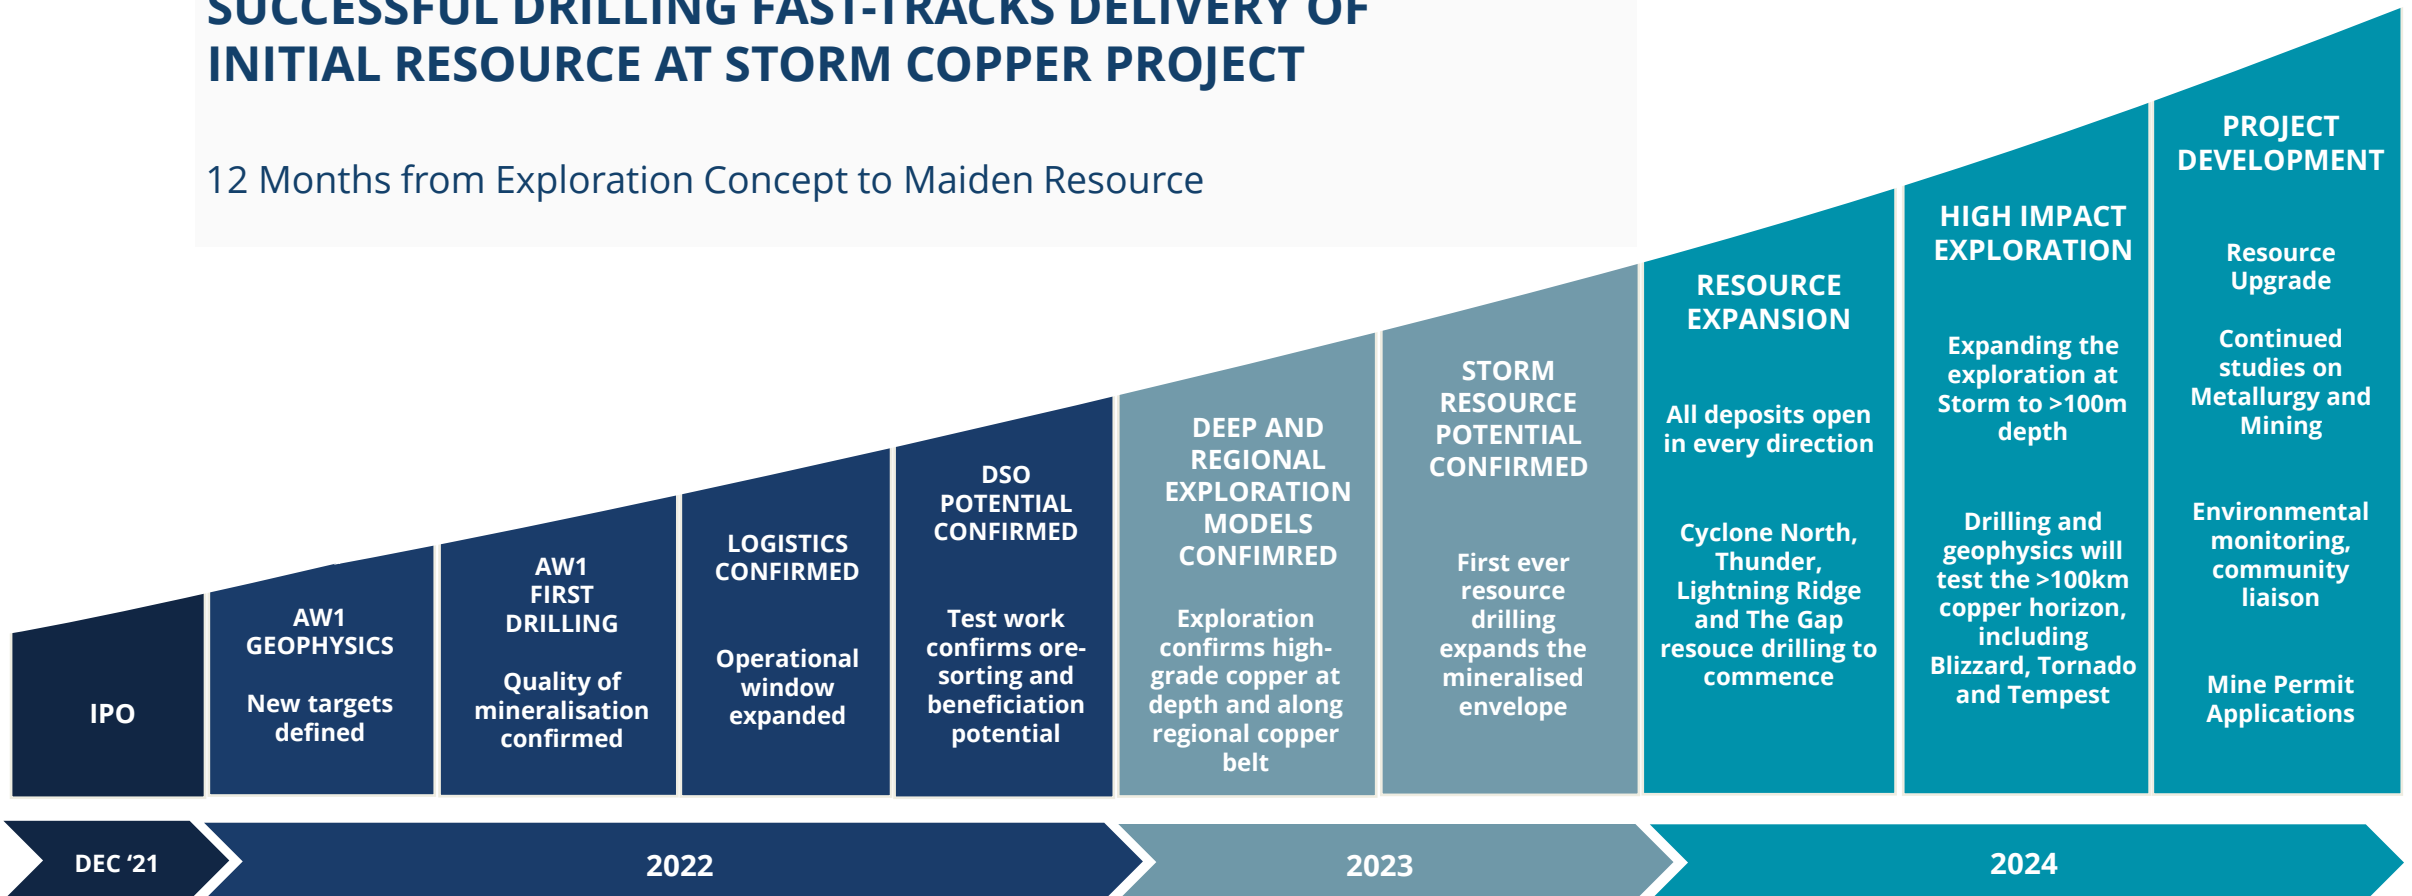 SUCCESSFUL DRILLING FAST-TRACKS DELIVERY OF
INITIAL RESOURCE AT STORM COPPER PROJECT
12 Months from Exploration Concept to Maiden Resource
IPO
AW1
GEOPHYSICS
New targets
defined
AW1
FIRST
DRILLING
Quality of
mineralisation
confirmed
LOGISTICS
CONFIRMED
Operational
window
expanded
DSO
POTENTIAL
CONFIRMED
Test work
confirms ore-
sorting and
beneficiation
potential
DEEP AND
REGIONAL
EXPLORATION
MODELS
CONFIMRED
Exploration
confirms high-
grade copper at
depth and along
regional copper
belt
STORM
RESOURCE
POTENTIAL
CONFIRMED
First ever
resource
drilling
expands the
mineralised
envelope
RESOURCE
EXPANSION
All deposits open
in every direction
Cyclone North,
Thunder,
Lightning Ridge
and The Gap
resouce drilling to
commence
HIGH IMPACT
EXPLORATION
Expanding the
exploration at
Storm to >100m
depth
Drilling and
geophysics will
test the >100km
copper horizon,
including
Blizzard, Tornado
and Tempest
PROJECT
DEVELOPMENT
Resource
Upgrade
Continued
studies on
Metallurgy and
Mining
Environmental
monitoring,
community
liaison
Mine Permit
Applications
DEC ‘21
2022
2023
2024